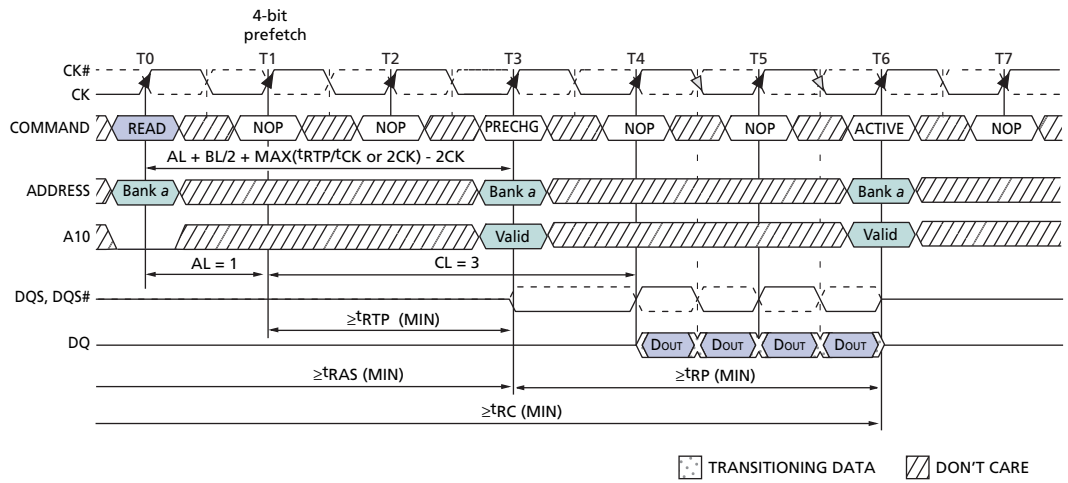 4-bit
prefetch
T0 T1 T2 T3 T4 T5 T6 T7
CK#
CK
COMMAND READ NOP NOP PRECHG NOP NOP ACTIVE NOP
AL + BL/2 + MAX(tRTP/tCK or 2CK) - 2CK
ADDRESS Bank a Bank a Bank a
A10 Valid Valid
AL = 1 CL = 3
DQS, DQS#
≥tRTP (MIN)
DQ DOUT DOUT DOUT DOUT
≥tRAS (MIN) ≥tRP (MIN)
≥tRC (MIN)
TRANSITIONING DATA DON'T CARE